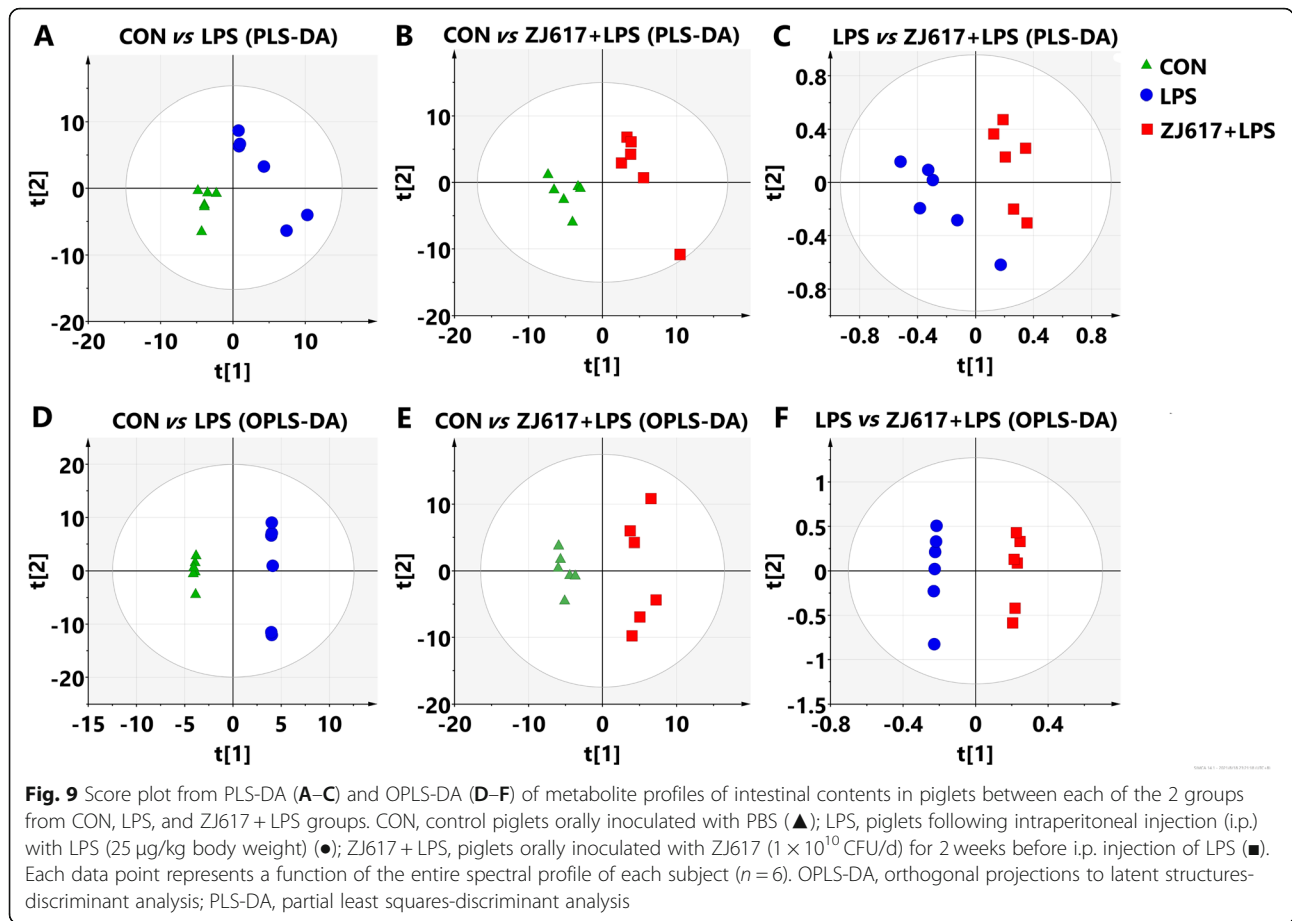 A
CON vs LPS (PLS-DA)
t[2]
10
0
-10
-20
-20 -10 0 10
t[1]
B
CON vs ZJ617+LPS (PLS-DA)
t[2]
10
0
-10
-20
-20 -10 0 10
t[1]
C
LPS vs ZJ617+LPS (PLS-DA)
t[2]
0.8
0.4
0
-0.4
-0.8
-0.8 -0.4 0 0.4 0.8
t[1]
CON
LPS
ZJ617+LPS
D
CON vs LPS (OPLS-DA)
t[2]
20
10
0
-10
-20
-15 -10 -5 0 5 10
t[1]
E
CON vs ZJ617+LPS (OPLS-DA)
t[2]
10
0
-10
-20
-20 -10 0 10
t[1]
F
LPS vs ZJ617+LPS (OPLS-DA)
t[2]
1
0.5
0
-0.5
-1
-1.5
-0.8 -0.4 0 0.4
t[1]
Fig. 9 Score plot from PLS-DA (A–C) and OPLS-DA (D–F) of metabolite profiles of intestinal contents in piglets between each of the 2 groups
from CON, LPS, and ZJ617 + LPS groups. CON, control piglets orally inoculated with PBS (▲); LPS, piglets following intraperitoneal injection (i.p.)
with LPS (25 μg/kg body weight) (●); ZJ617 + LPS, piglets orally inoculated with ZJ617 (1 × 10¹⁰ CFU/d) for 2 weeks before i.p. injection of LPS (■).
Each data point represents a function of the entire spectral profile of each subject (n = 6). OPLS-DA, orthogonal projections to latent structures-
discriminant analysis; PLS-DA, partial least squares-discriminant analysis